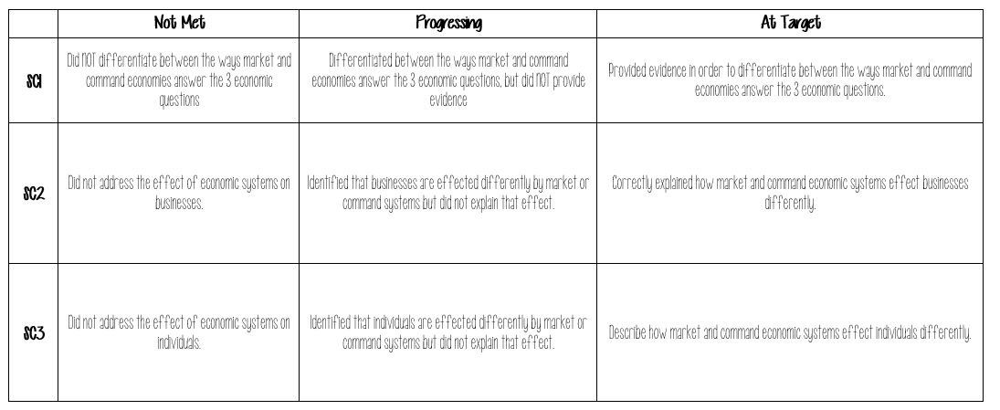 Not Met
Progressing
At Target
SC1
Did NOT differentiate between the ways market and
command economies answer the 3 economic
questions
Differentiated between the ways market and command
economies answer the 3 economic questions, but did NOT provide
evidence
Provided evidence in order to differentiate between the ways market and command
economies answer the 3 economic questions.
SC2
Did not address the effect of economic systems on
businesses.
Identified that businesses are effected differently by market or
command systems but did not explain that effect.
Correctly explained how market and command economic systems effect businesses
differently.
SC3
Did not address the effect of economic systems on
individuals.
Identified that individuals are effected differently by market or
command systems but did not explain that effect.
Describe how market and command economic systems effect individuals differently.